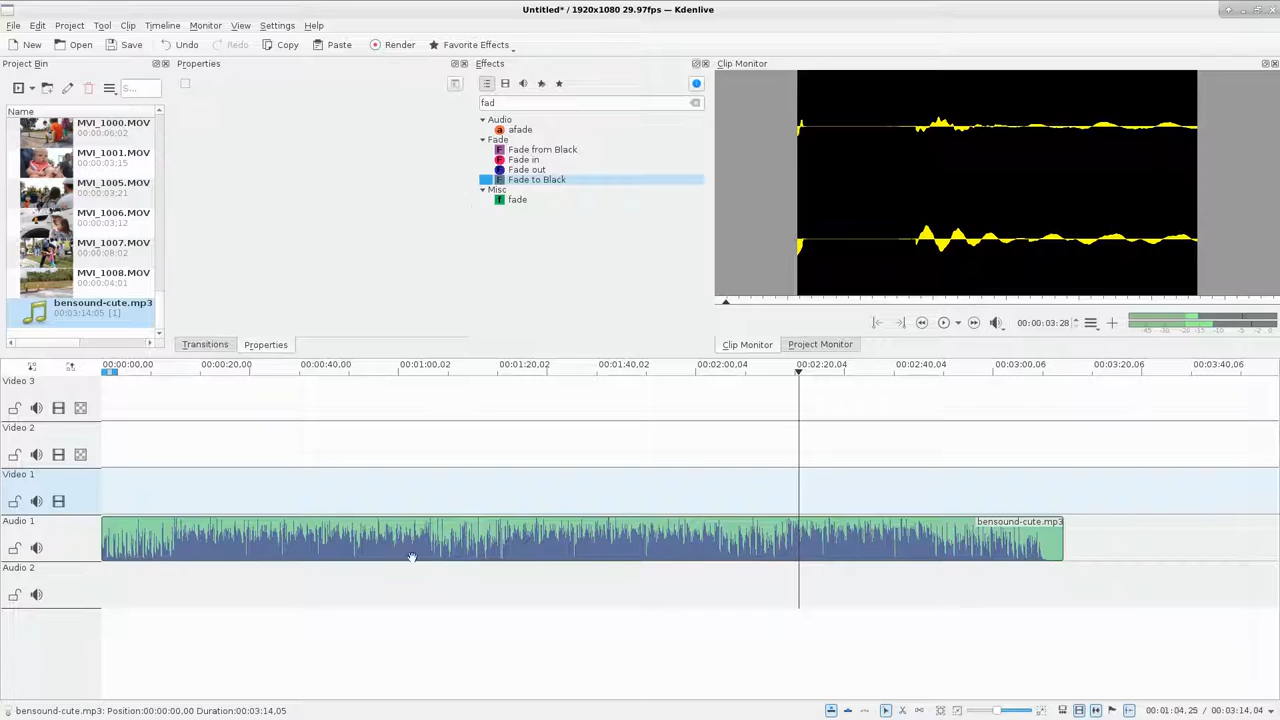 Untitled* / 1920x1080 29.97fps — Kdenlive
File Edit Project Tool Clip Timeline Monitor View Settings Help
New Open Save Undo Redo Copy Paste Render Favorite Effects
Project Bin Properties Effects Clip Monitor
S...
fad
Name
MVI_1000.MOV
00:00:06;02
MVI_1001.MOV
00:00:03;15
MVI_1005.MOV
00:00:03;21
MVI_1006.MOV
00:00:03;12
MVI_1007.MOV
00:00:08;02
MVI_1008.MOV
00:00:04;01
bensound-cute.mp3
00:03:14;05 [1]
Audio
afade
Fade
Fade from Black
Fade in
Fade out
Fade to Black
Misc
fade
00:00:03;28
-45 -30 -20 -15 -10 -5 -2 0
Transitions Properties
Clip Monitor Project Monitor
00:00:00,00 00:00:20,00 00:00:40,00 00:01:00,02 00:01:20,02 00:01:40,02 00:02:00,04 00:02:20,04 00:02:40,04 00:03:00,06 00:03:20,06 00:03:40,06
Video 3
Video 2
Video 1
Audio 1
bensound-cute.mp3
Audio 2
bensound-cute.mp3: Position:00:00:00,00 Duration:00:03:14,05
00:01:04,25 / 00:03:14,04